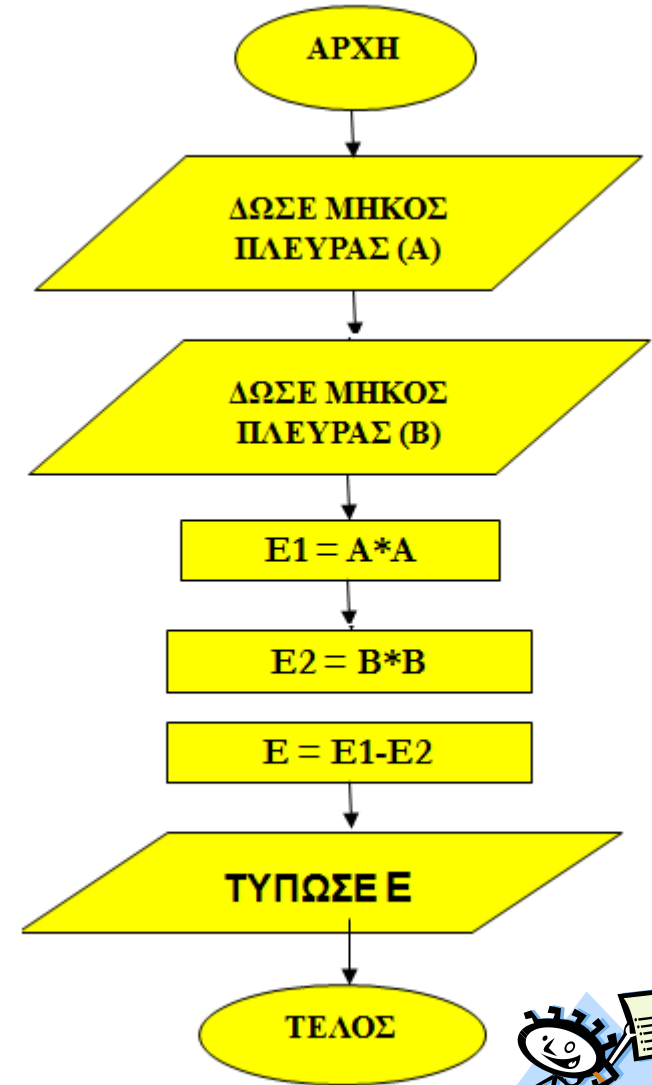 ΑΡΧΗ
ΔΩΣΕ ΜΗΚΟΣ
ΠΛΕΥΡΑΣ (Α)
ΔΩΣΕ ΜΗΚΟΣ
ΠΛΕΥΡΑΣ (Β)
Ε1 = Α*Α
Ε2 = Β*Β
Ε = Ε1-Ε2
ΤΥΠΩΣΕ Ε
ΤΕΛΟΣ